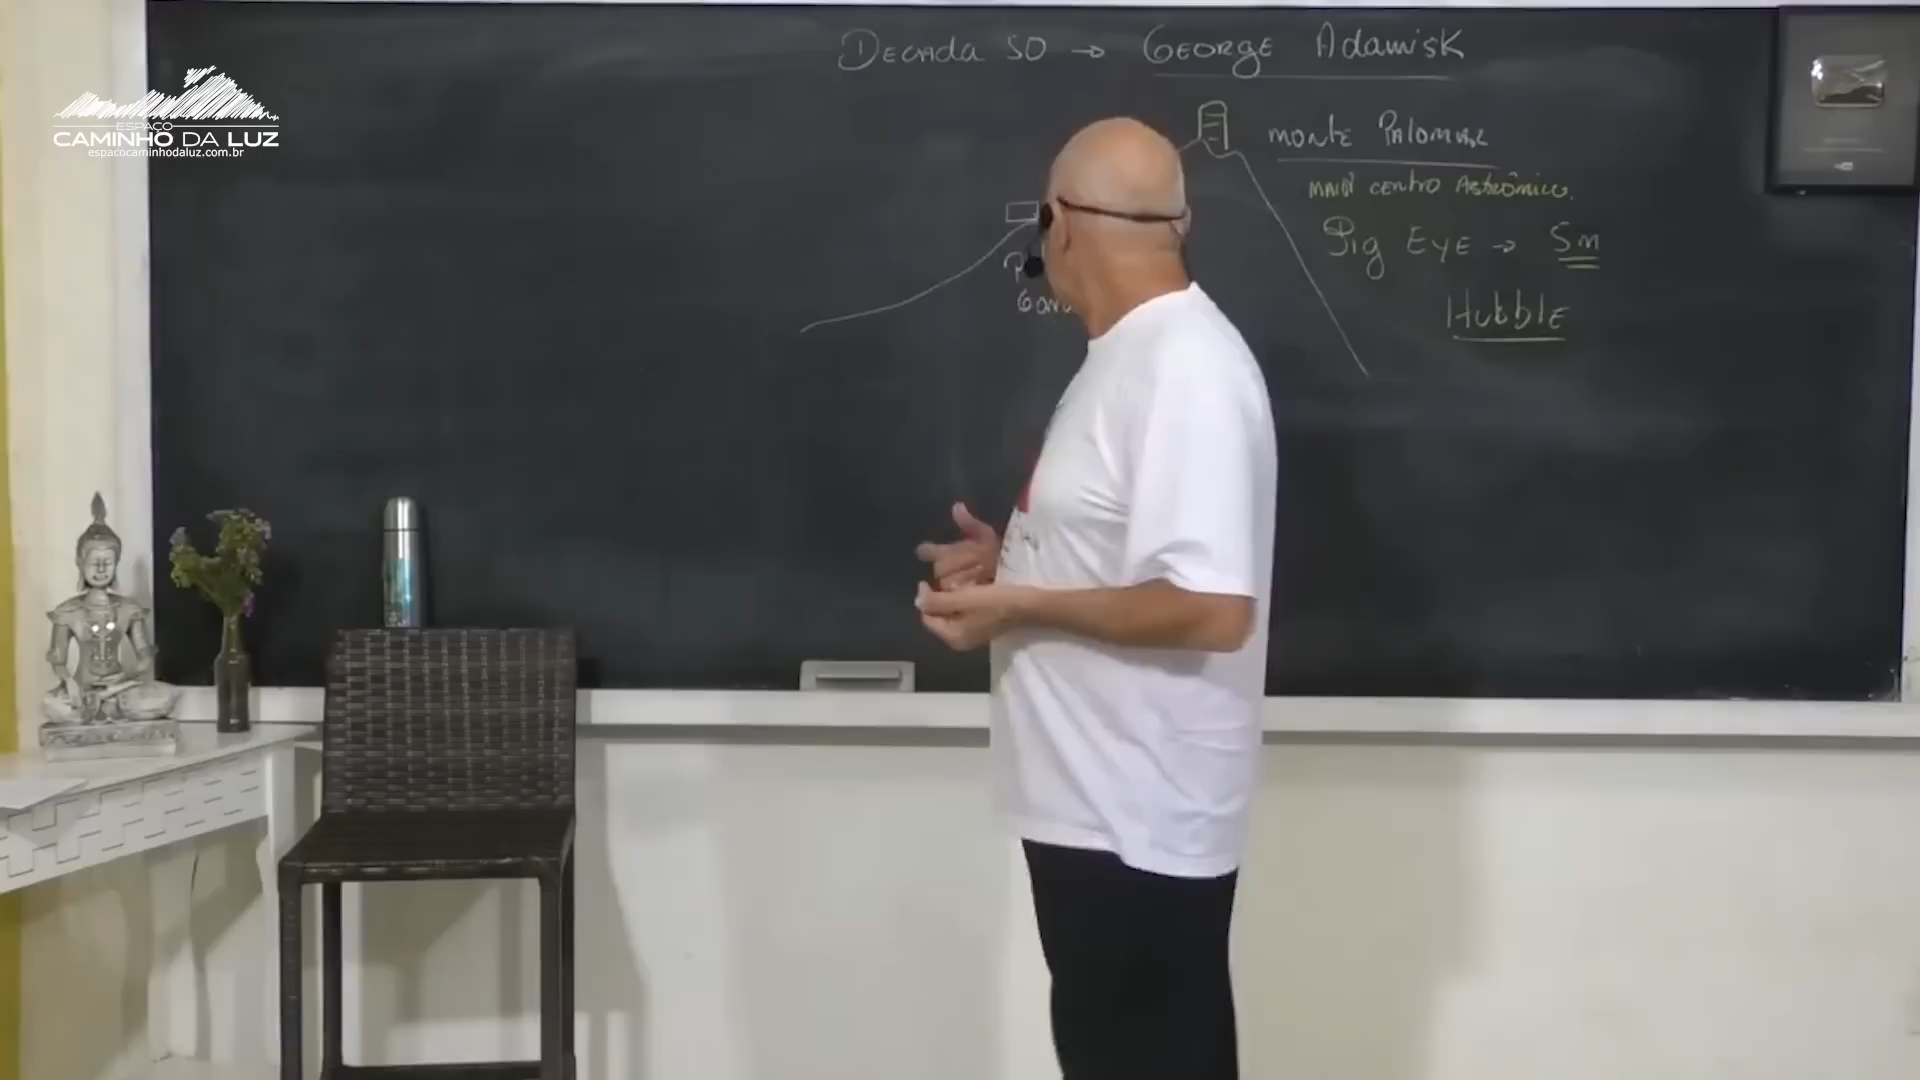 ESPAÇO
CAMINHO DA LUZ
espacocaminhodaluz.com.br
Decada 50 → George Adamisk
monte Palomar
maior centro Astronômico.
Big Eye → 5m
Hubble